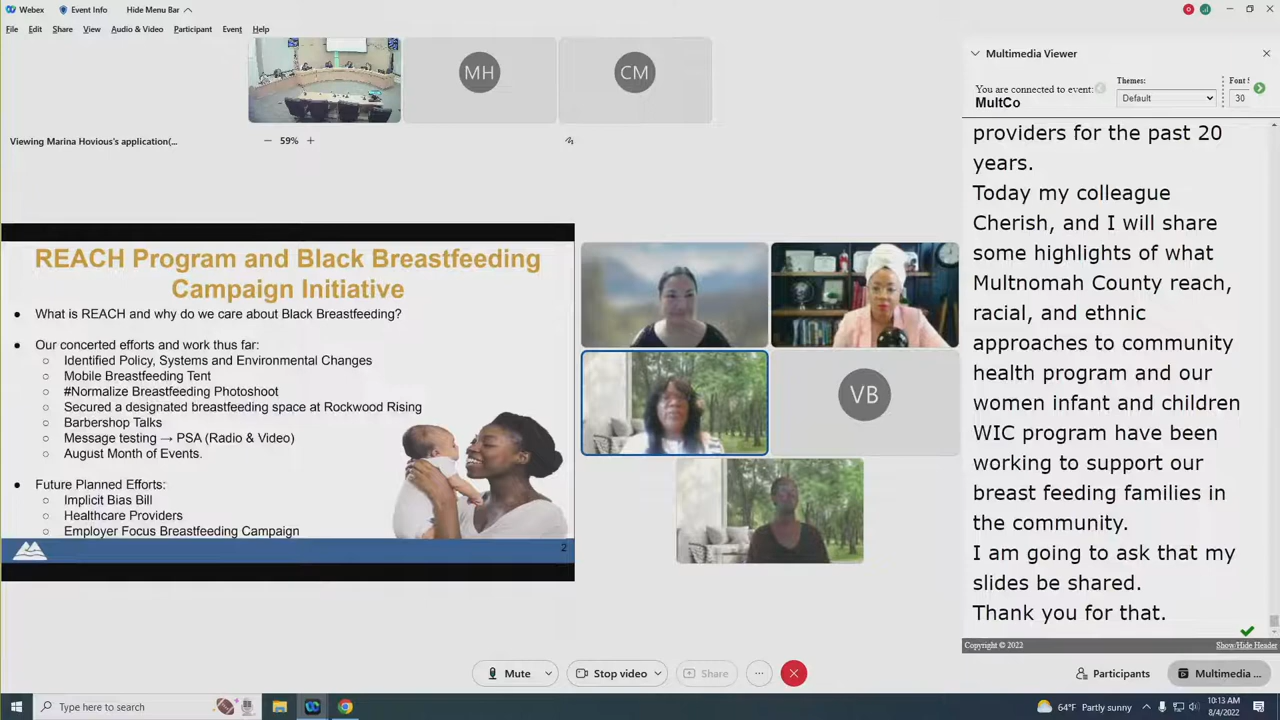 Webex
Event Info
Hide Menu Bar
File Edit Share View Audio & Video Participant Event Help
MH
CM
Viewing Marina Hovious's application(...
59%
REACH Program and Black Breastfeeding
Campaign Initiative
What is REACH and why do we care about Black Breastfeeding?
Our concerted efforts and work thus far:
Identified Policy, Systems and Environmental Changes
Mobile Breastfeeding Tent
#Normalize Breastfeeding Photoshoot
Secured a designated breastfeeding space at Rockwood Rising
Barbershop Talks
Message testing → PSA (Radio & Video)
August Month of Events.
Future Planned Efforts:
Implicit Bias Bill
Healthcare Providers
Employer Focus Breastfeeding Campaign
2
VB
Multimedia Viewer
You are connected to event:
MultCo
Themes:
Default
Font
30
providers for the past 20
years.
Today my colleague
Cherish, and I will share
some highlights of what
Multnomah County reach,
racial, and ethnic
approaches to community
health program and our
women infant and children
WIC program have been
working to support our
breast feeding families in
the community.
I am going to ask that my
slides be shared.
Thank you for that.
Copyright © 2022
Show/Hide Header
Mute
Stop video
Share
Participants
Multimedia ...
Type here to search
64°F Partly sunny
10:13 AM
8/4/2022